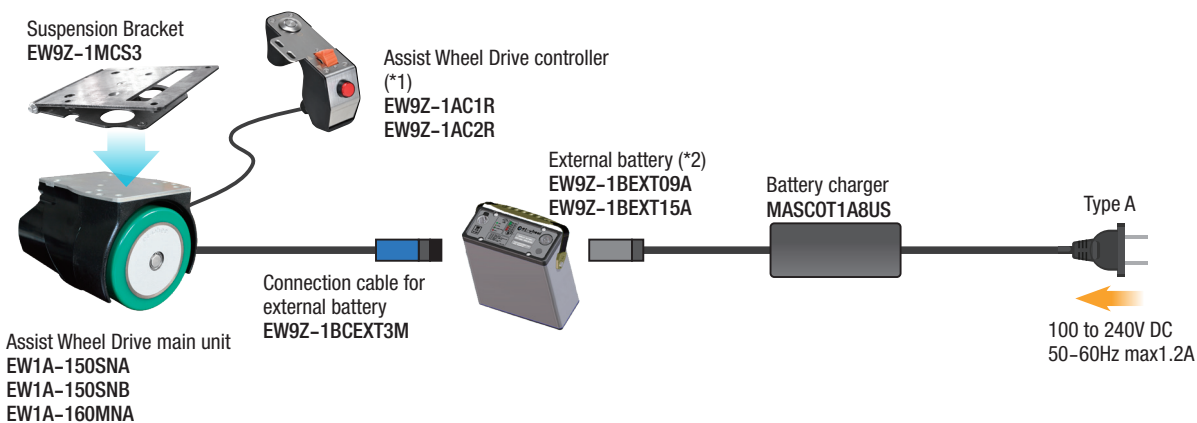 Suspension Bracket
EW9Z-1MCS3
Assist Wheel Drive controller
(*1)
EW9Z-1AC1R
EW9Z-1AC2R
External battery (*2)
EW9Z-1BEXT09A
EW9Z-1BEXT15A
Battery charger
MASCOT1A8US
Type A
Connection cable for
external battery
EW9Z-1BCEXT3M
100 to 240V DC
50-60Hz max1.2A
Assist Wheel Drive main unit
EW1A-150SNA
EW1A-150SNB
EW1A-160MNA